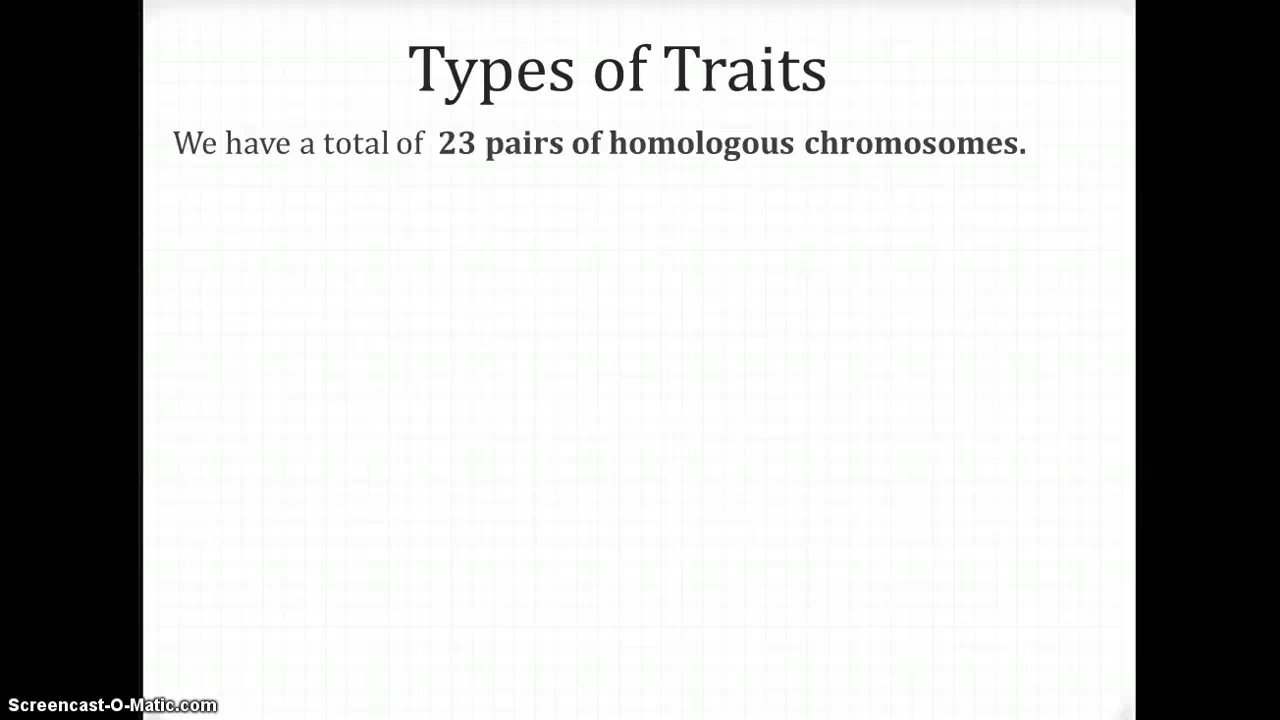 Types of Traits
We have a total of 23 pairs of homologous chromosomes.
Screencast-O-Matic.com